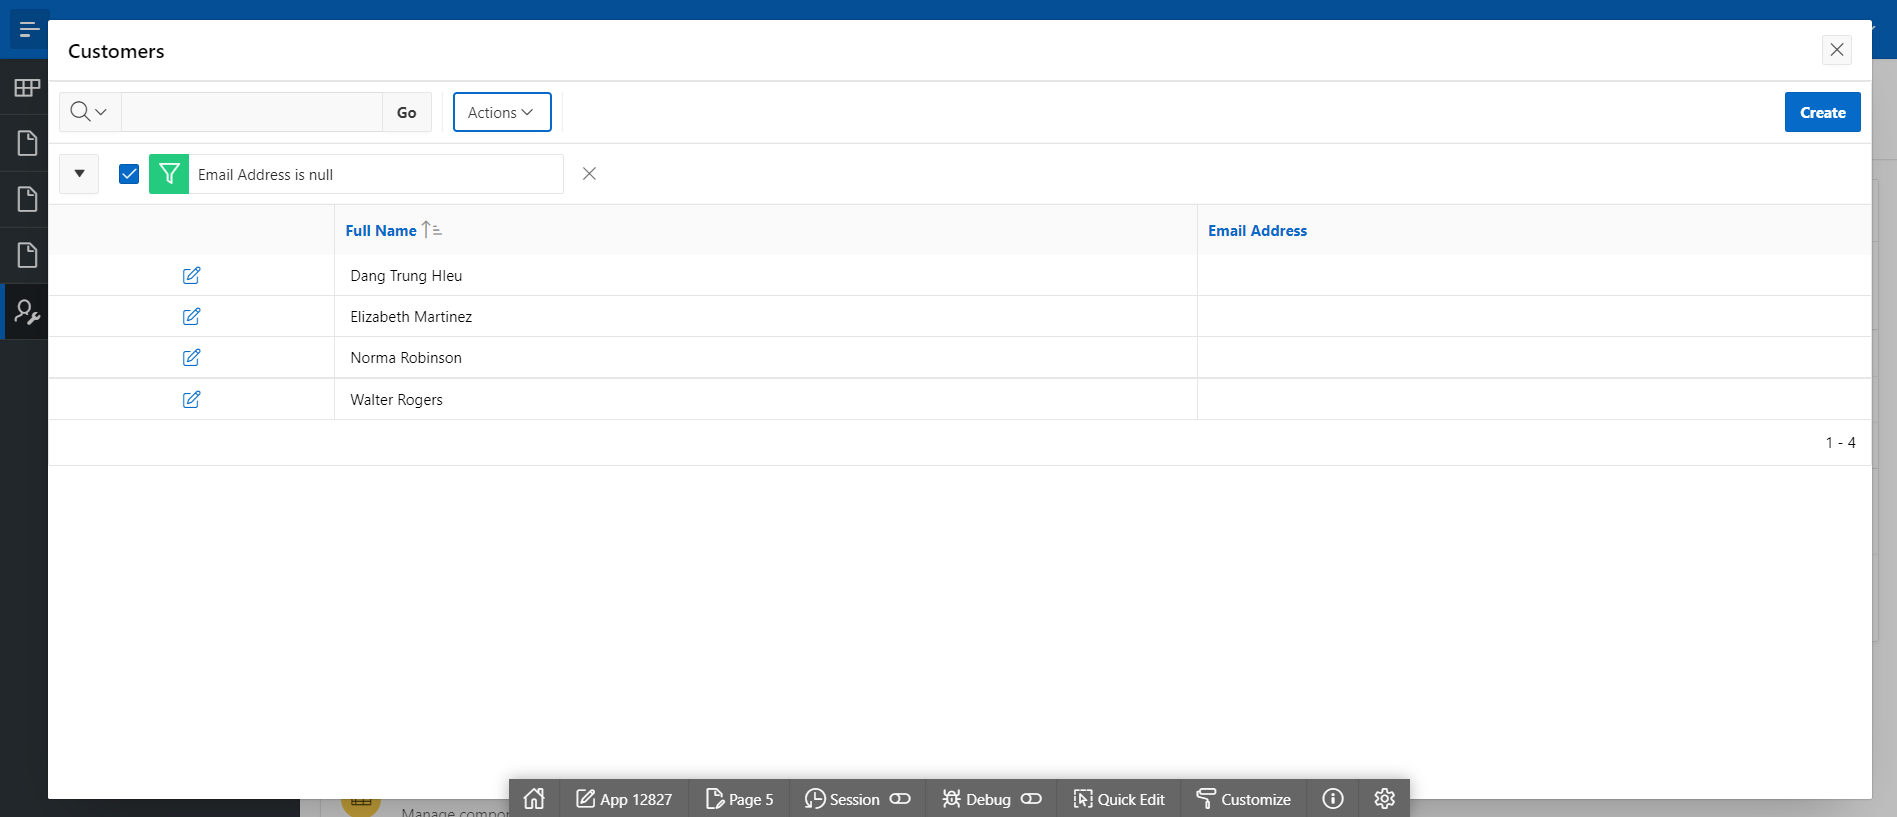 Customers
Go
Actions
Create
Email Address is null
Full Name
Email Address
Dang Trung Hleu
Elizabeth Martinez
Norma Robinson
Walter Rogers
1 - 4
Manage
App 12827
Page 5
Session
Debug
Quick Edit
Customize